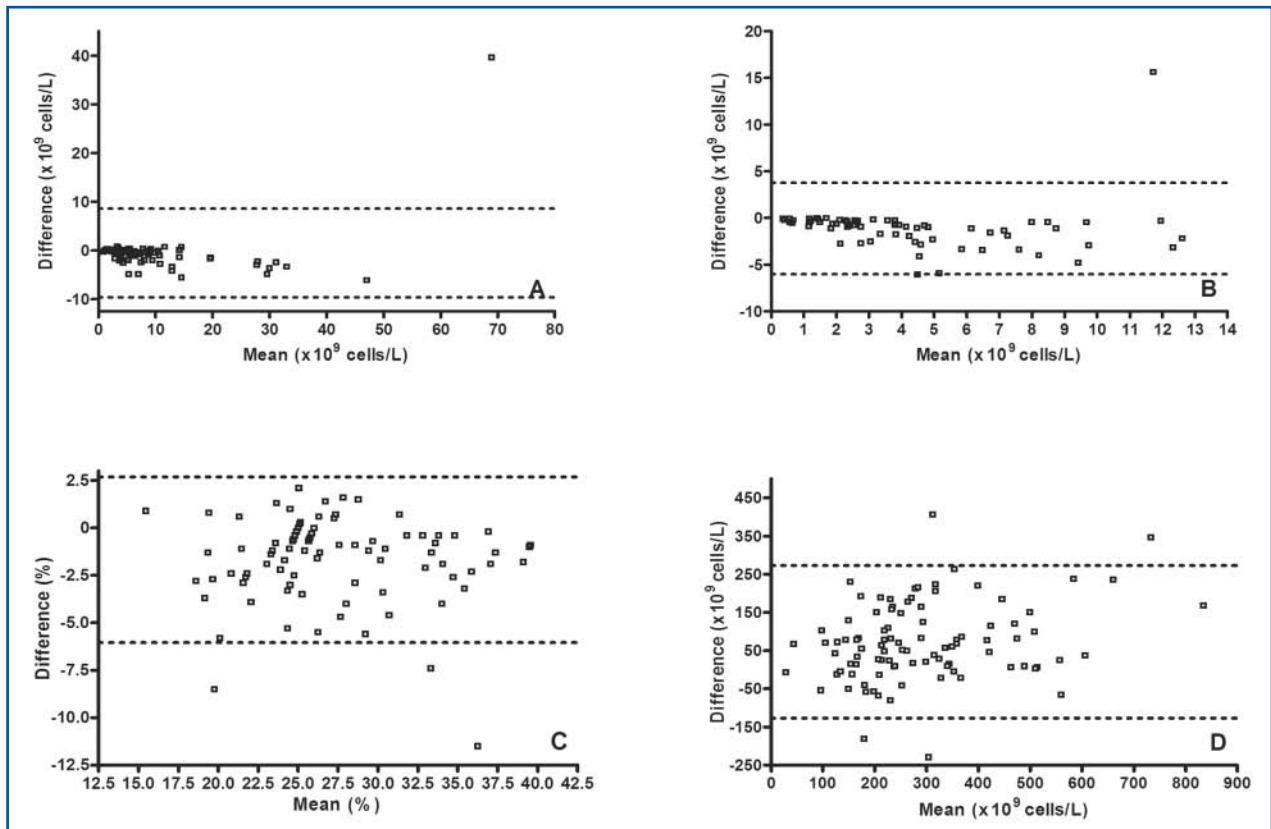 40
30
20
10
0
-10
Difference (x 10⁹ cells/L)
A
0 10 20 30 40 50 60 70 80
Mean (x10⁹ cells/L)
20
15
10
5
0
-5
-10
Difference (x10⁹ cells/L)
B
0 1 2 3 4 5 6 7 8 9 10 11 12 13 14
Mean (x10⁹ cells/L)
2.5
0
-2.5
-5.0
-7.5
-10.0
-12.5
Difference (%)
C
12.5 15.0 17.5 20.0 22.5 25.0 27.5 30.0 32.5 35.0 37.5 40.0 42.5
Mean (%)
450
350
250
150
50
-50
-150
-250
Difference (x10⁹ cells/L)
D
0 100 200 300 400 500 600 700 800 900
Mean (x10⁹ cells/L)